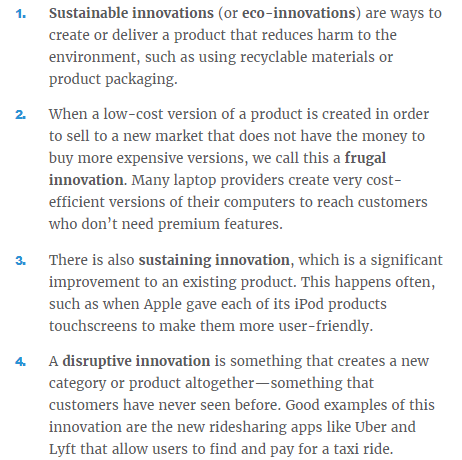 1. Sustainable innovations (or eco-innovations) are ways to
create or deliver a product that reduces harm to the
environment, such as using recyclable materials or
product packaging.
2. When a low-cost version of a product is created in order
to sell to a new market that does not have the money to
buy more expensive versions, we call this a frugal
innovation. Many laptop providers create very cost-
efficient versions of their computers to reach customers
who don’t need premium features.
3. There is also sustaining innovation, which is a significant
improvement to an existing product. This happens often,
such as when Apple gave each of its iPod products
touchscreens to make them more user-friendly.
4. A disruptive innovation is something that creates a new
category or product altogether—something that
customers have never seen before. Good examples of this
innovation are the new ridesharing apps like Uber and
Lyft that allow users to find and pay for a taxi ride.